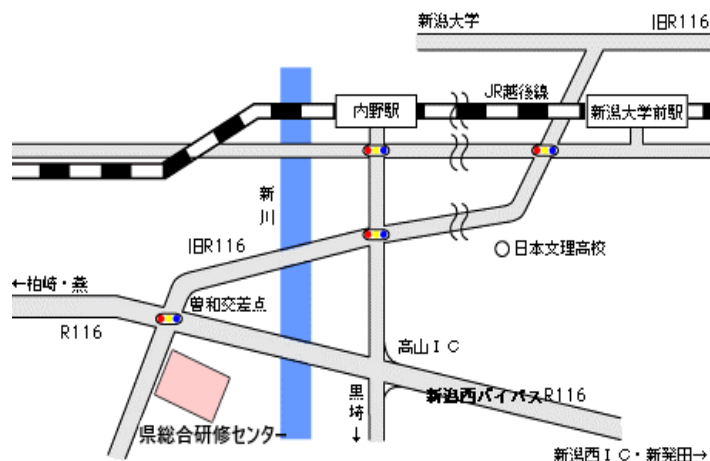 新潟大学
旧R116
JR越後線
内野駅
新潟大学前駅
新川
旧R116
日本文理高校
←柏崎・燕
曽和交差点
R116
高山IC
黒埼↓
新潟西バイパスR116
県総合研修センター
新潟西IC・新発田→